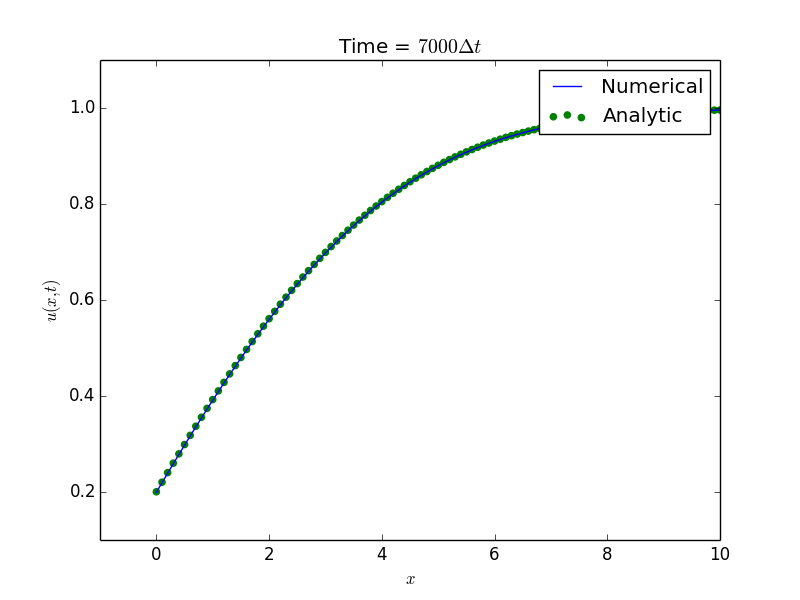 Time = 7000Δt
Numerical
Analytic
1.0
0.8
0.6
0.4
0.2
u(x,t)
0 2 4 6 8 10
x